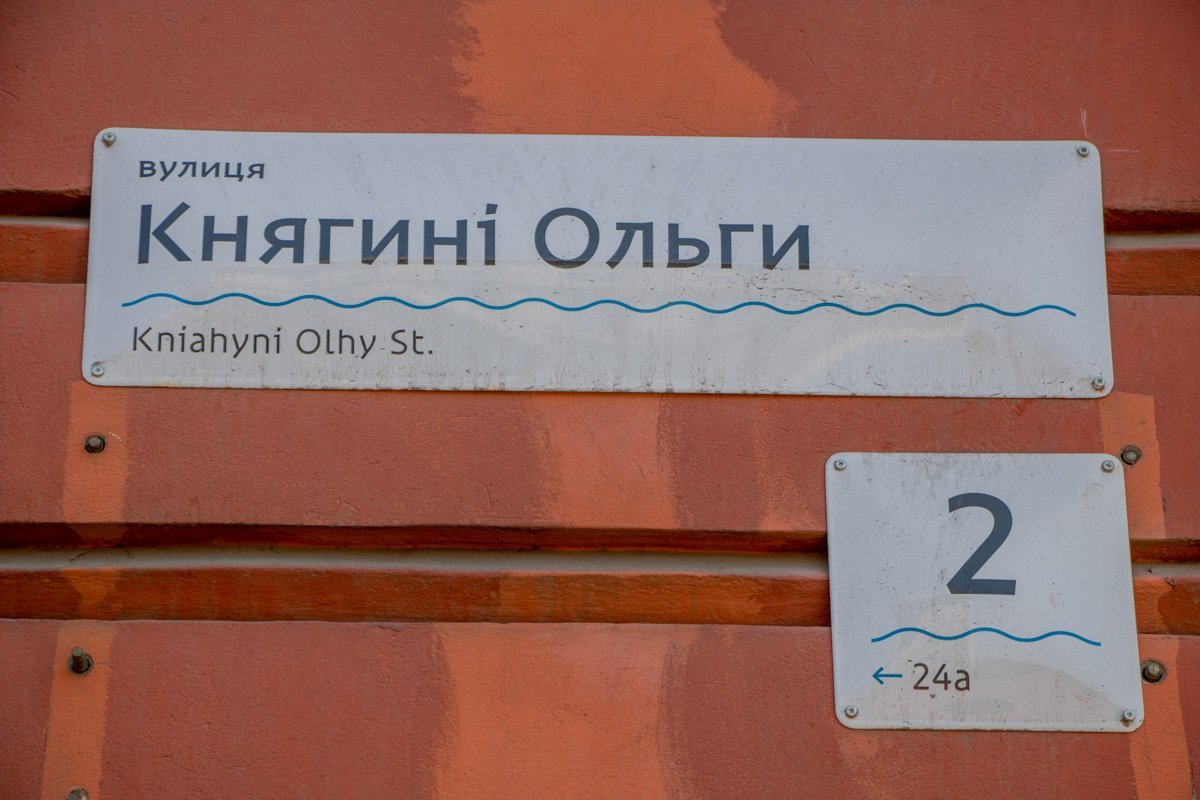 вулиця
Княгині Ольги
Kniahyni Olhy St.
2
← 24а